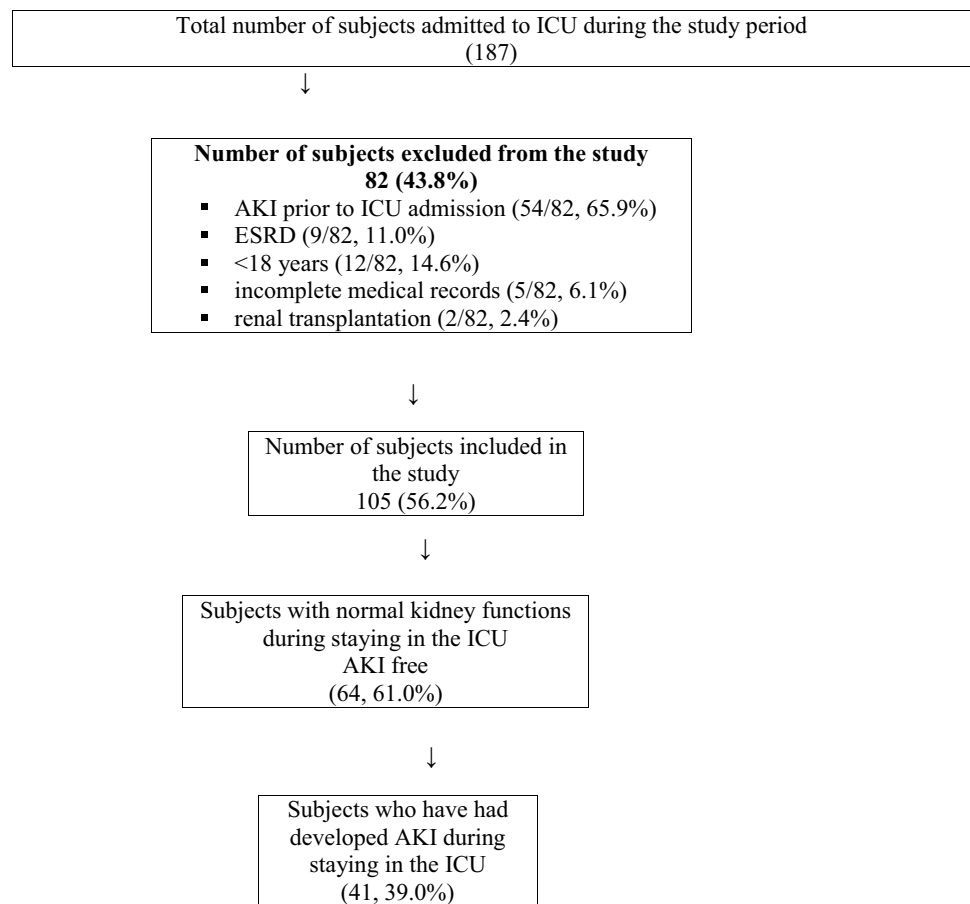 Total number of subjects admitted to ICU during the study period
(187)
↓
Number of subjects excluded from the study
82 (43.8%)
▪ AKI prior to ICU admission (54/82, 65.9%)
▪ ESRD (9/82, 11.0%)
▪ <18 years (12/82, 14.6%)
▪ incomplete medical records (5/82, 6.1%)
▪ renal transplantation (2/82, 2.4%)
↓
Number of subjects included in
the study
105 (56.2%)
↓
Subjects with normal kidney functions
during staying in the ICU
AKI free
(64, 61.0%)
↓
Subjects who have had
developed AKI during
staying in the ICU
(41, 39.0%)